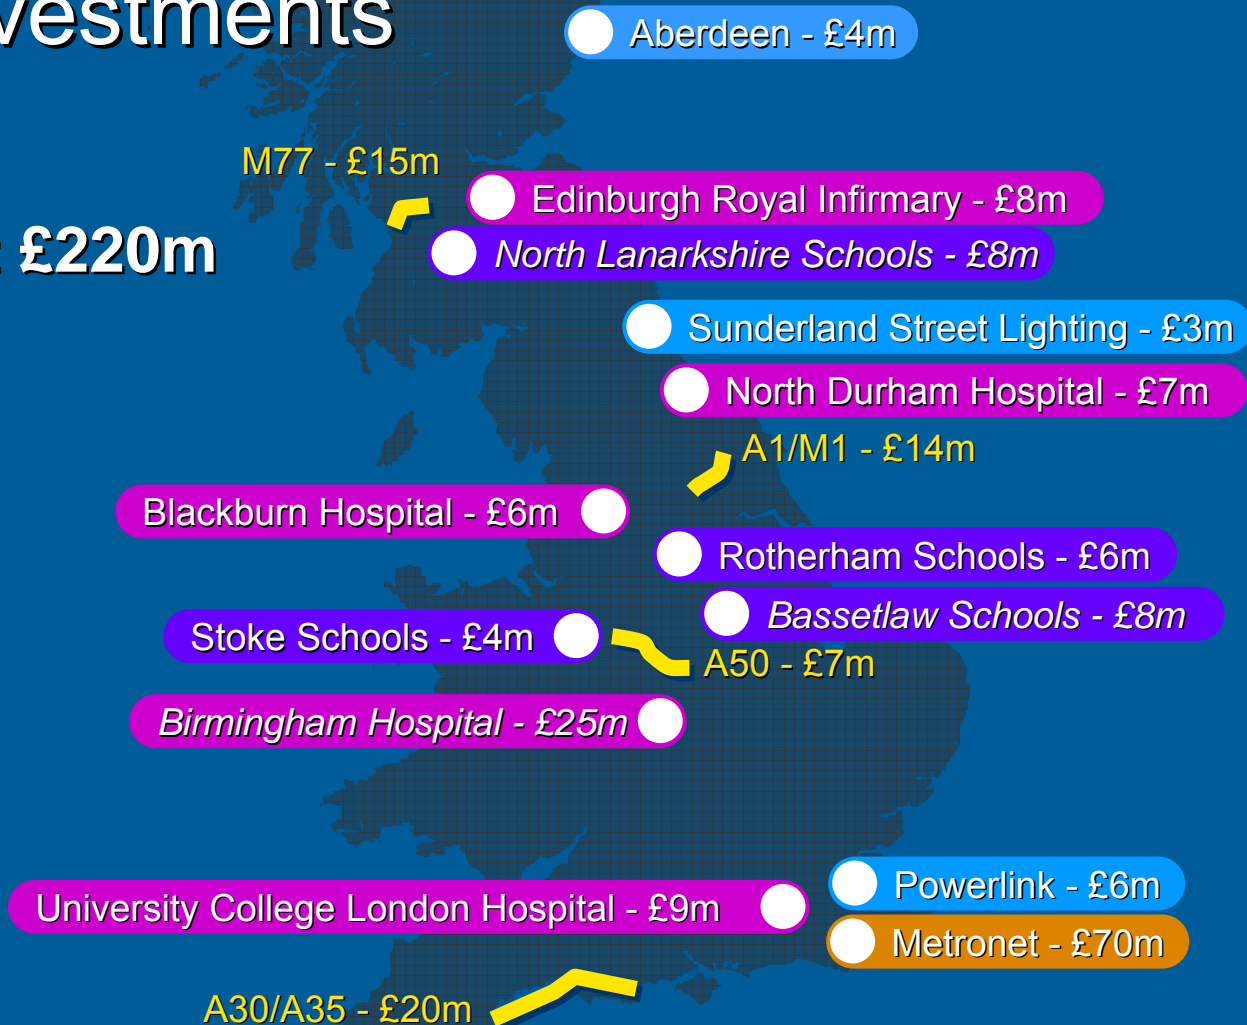 Aberdeen - £4m
M77 - £15m
Edinburgh Royal Infirmary - £8m
£220m
North Lanarkshire Schools - £8m
Sunderland Street Lighting - £3m
North Durham Hospital - £7m
A1/M1 - £14m
Blackburn Hospital - £6m
Rotherham Schools - £6m
Bassetlaw Schools - £8m
Stoke Schools - £4m
A50 - £7m
Birmingham Hospital - £25m
Powerlink - £6m
University College London Hospital - £9m
Metronet - £70m
A30/A35 - £20m